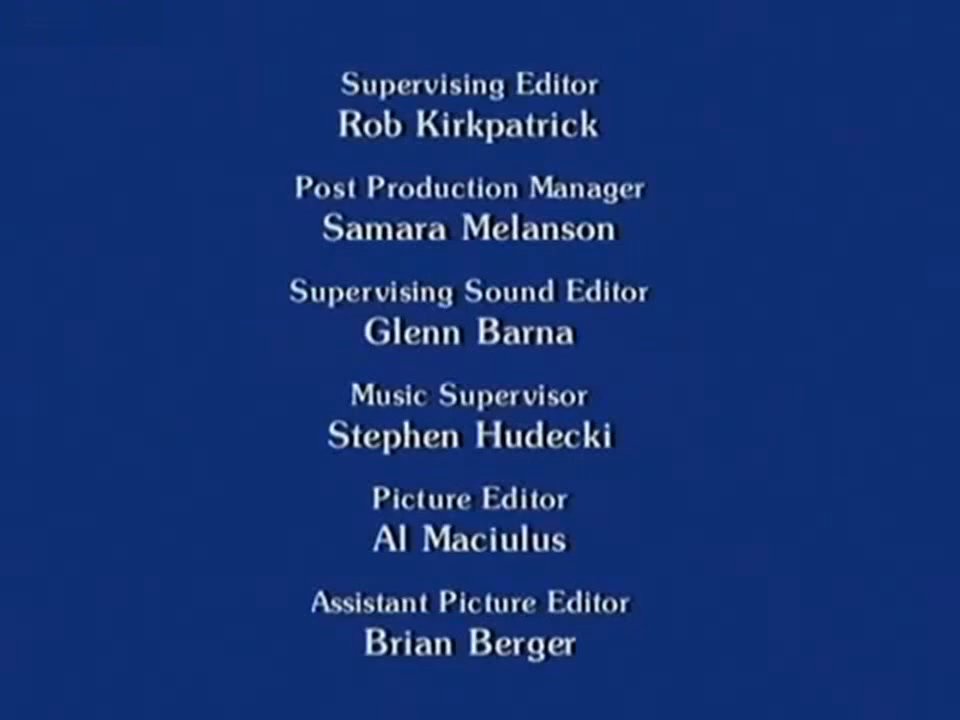 Supervising Editor
Rob Kirkpatrick
Post Production Manager
Samara Melanson
Supervising Sound Editor
Glenn Barna
Music Supervisor
Stephen Hudecki
Picture Editor
Al Maciulus
Assistant Picture Editor
Brian Berger